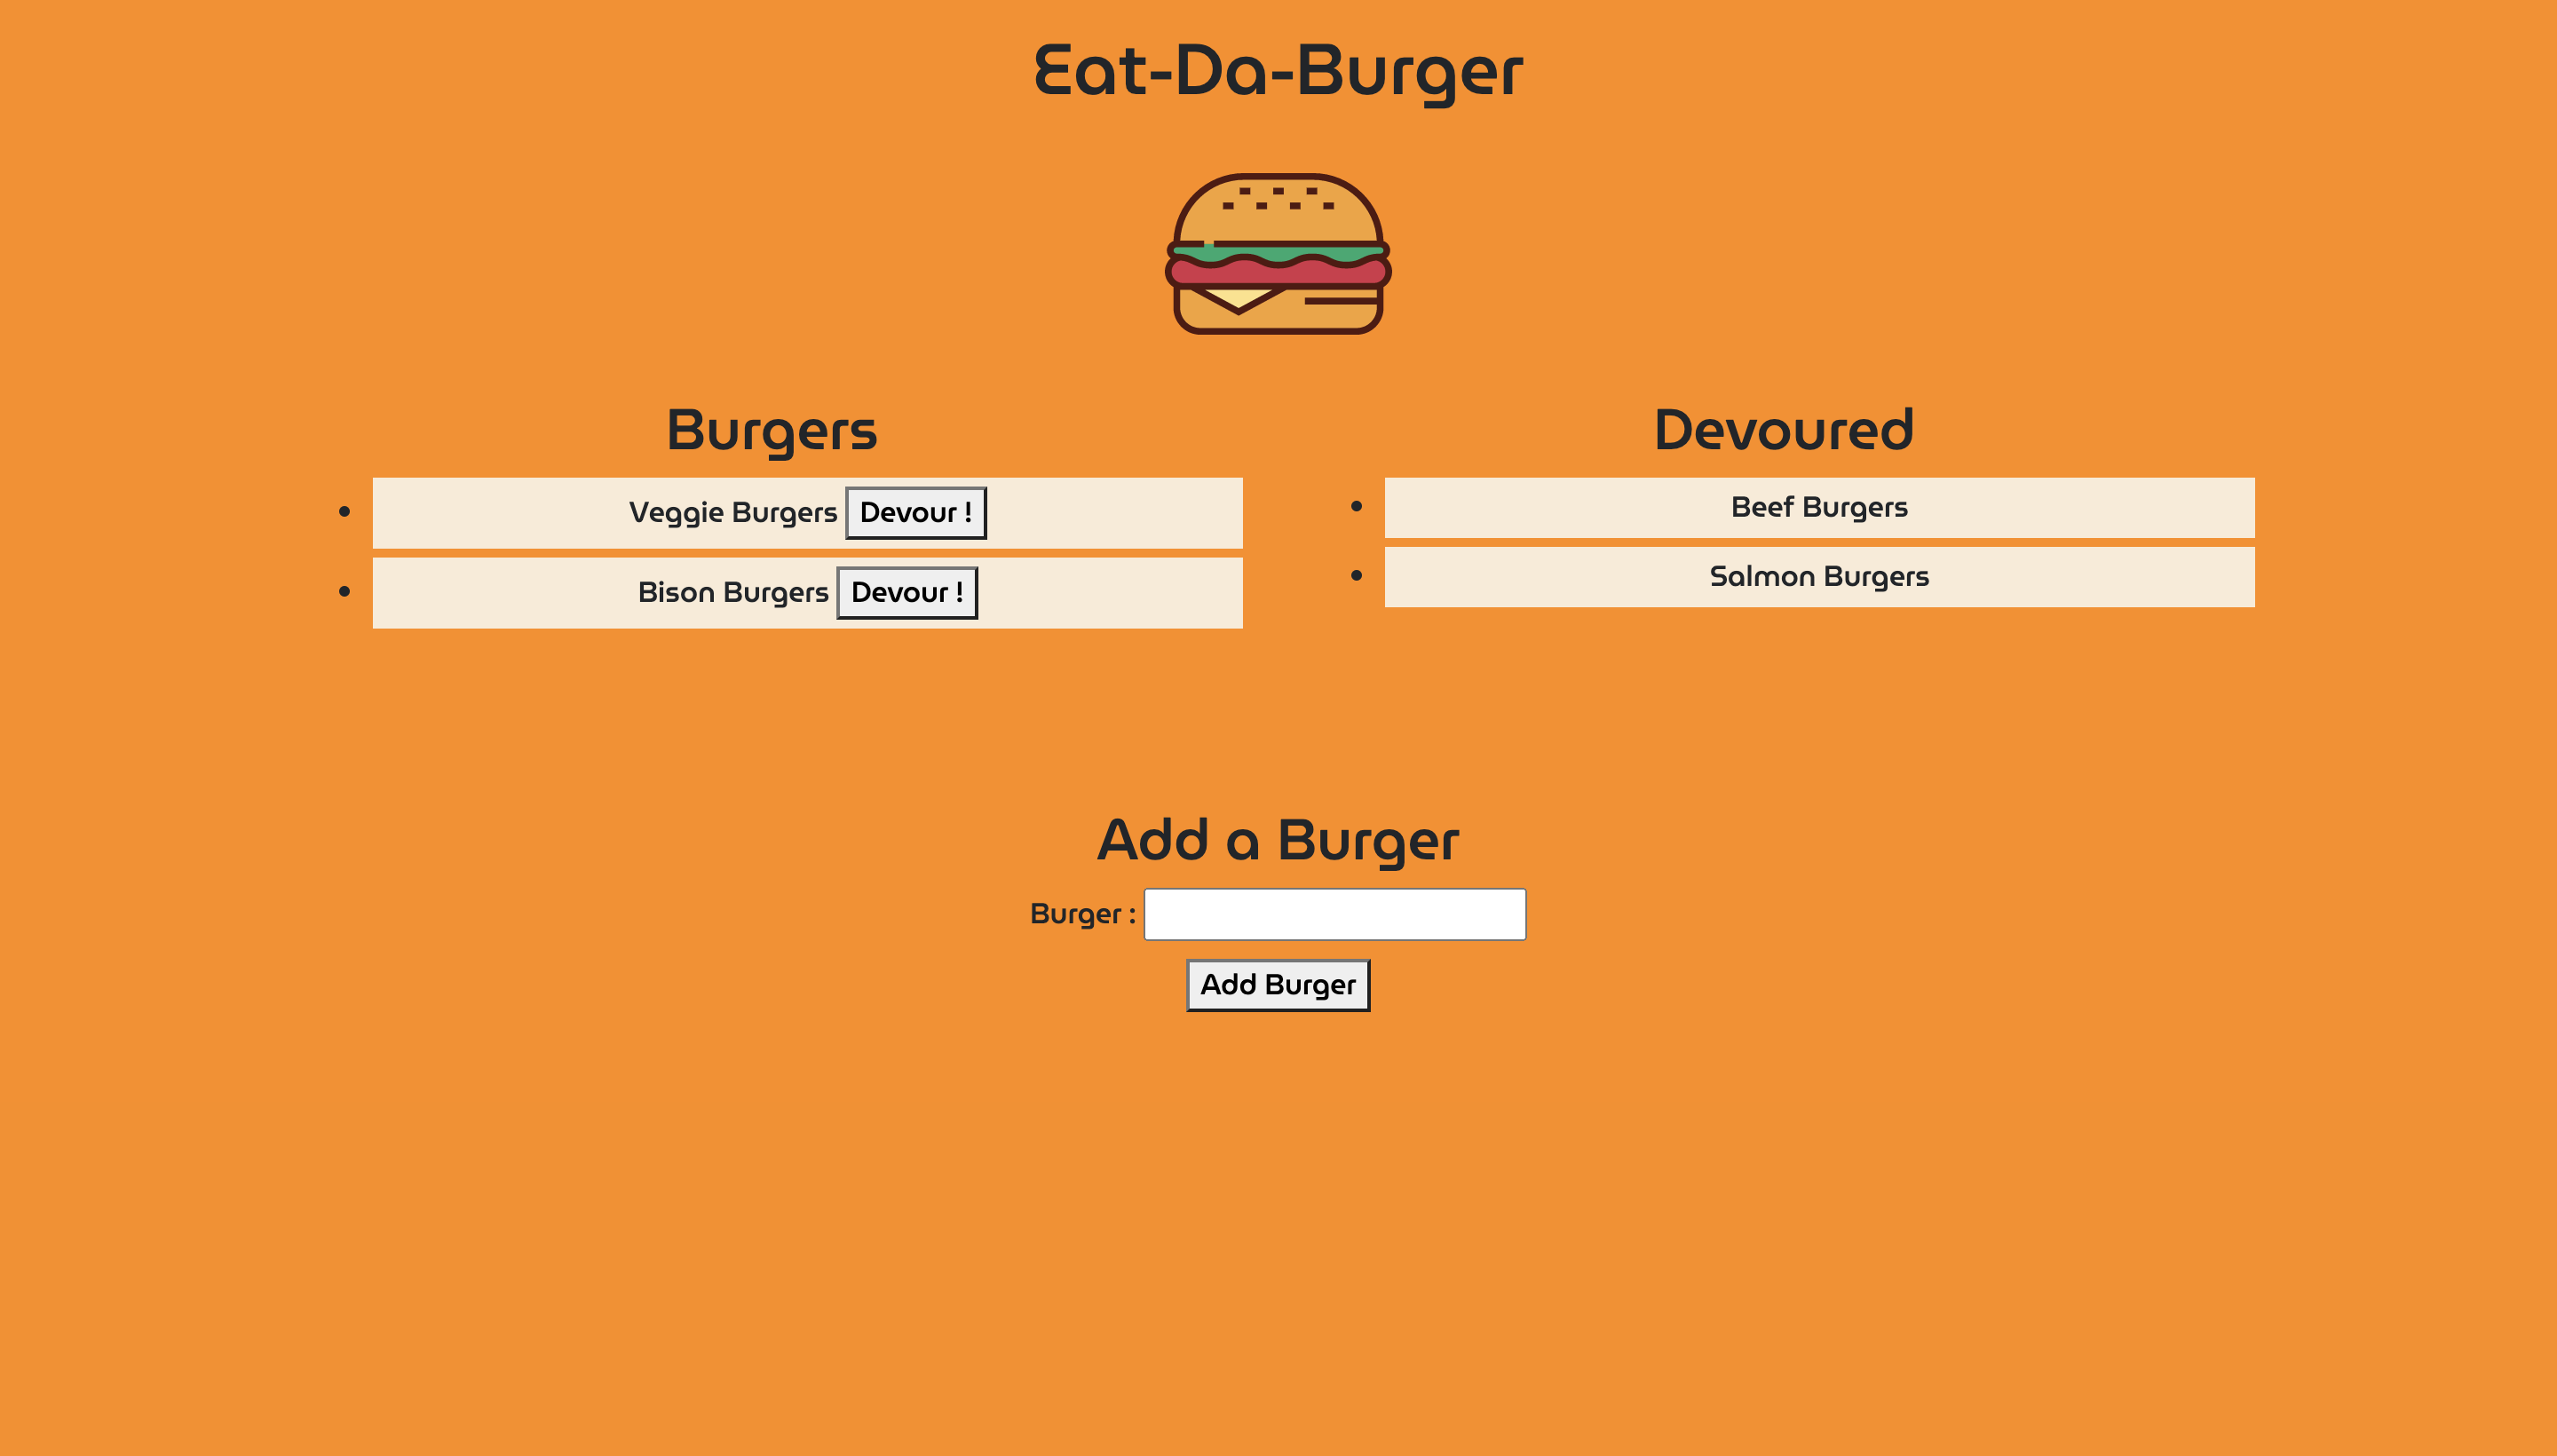 Eat-Da-Burger
Burgers
Veggie Burgers Devour !
Bison Burgers Devour !
Devoured
Beef Burgers
Salmon Burgers
Add a Burger
Burger :
Add Burger